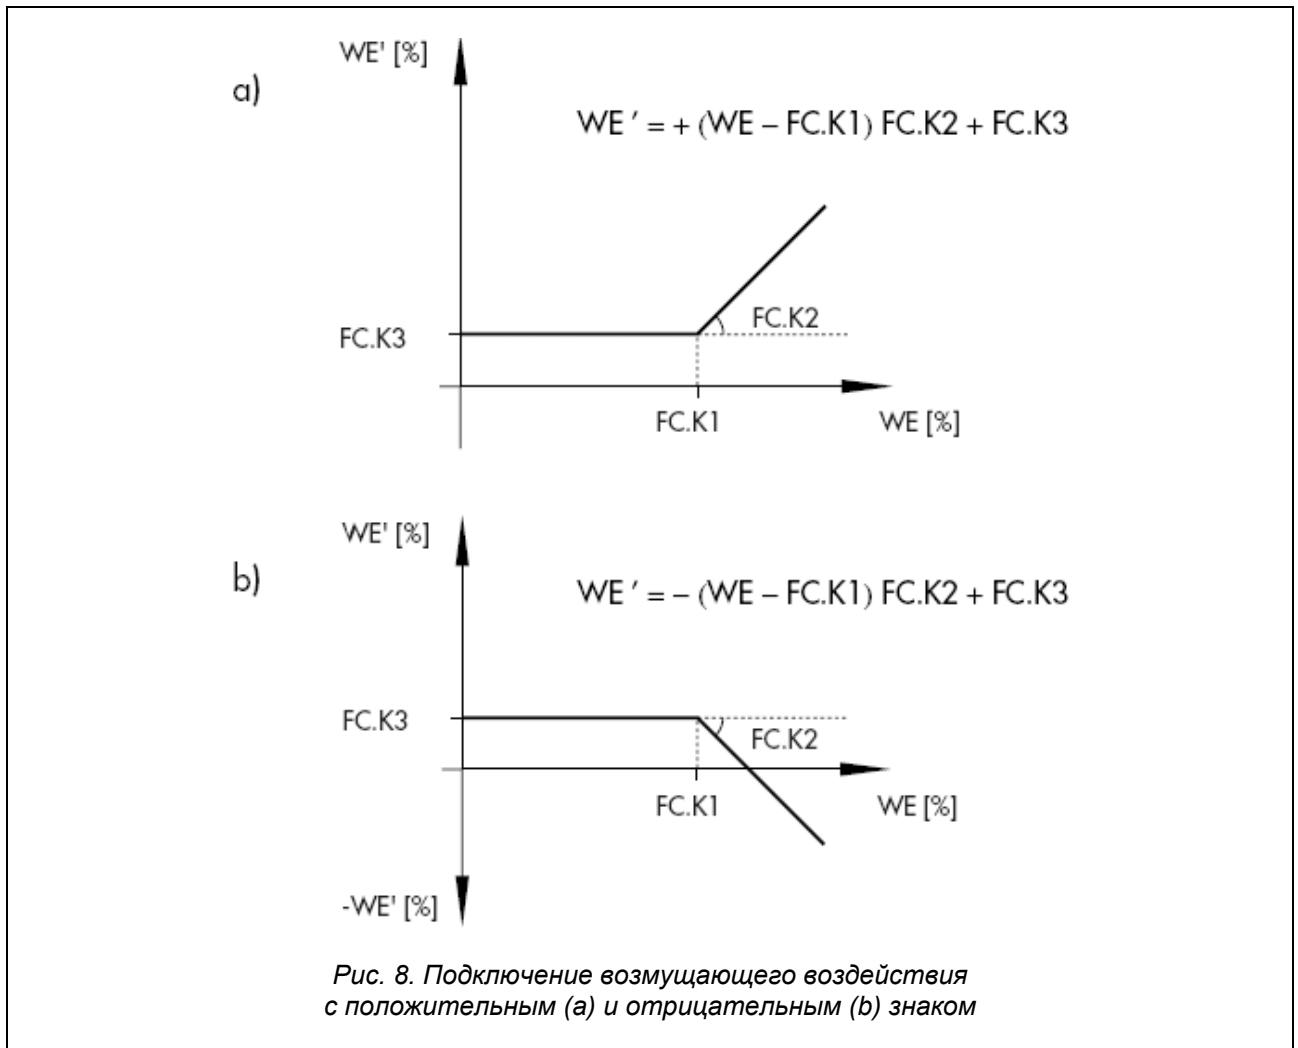 WE' [%]
a)
WE ′ = + (WE – FC.K1) FC.K2 + FC.K3
FC.K2
FC.K3
FC.K1
WE [%]
WE' [%]
b)
WE ′ = – (WE – FC.K1) FC.K2 + FC.K3
FC.K3
FC.K2
FC.K1
WE [%]
-WE' [%]
Рис. 8. Подключение возмущающего воздействия
с положительным (a) и отрицательным (b) знаком